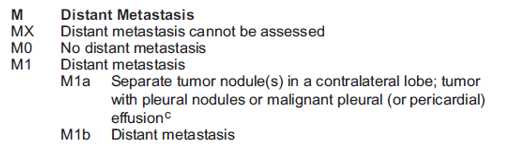 M Distant Metastasis
MX Distant metastasis cannot be assessed
M0 No distant metastasis
M1 Distant metastasis
M1a Separate tumor nodule(s) in a contralateral lobe; tumor
with pleural nodules or malignant pleural (or pericardial)
effusionc
M1b Distant metastasis